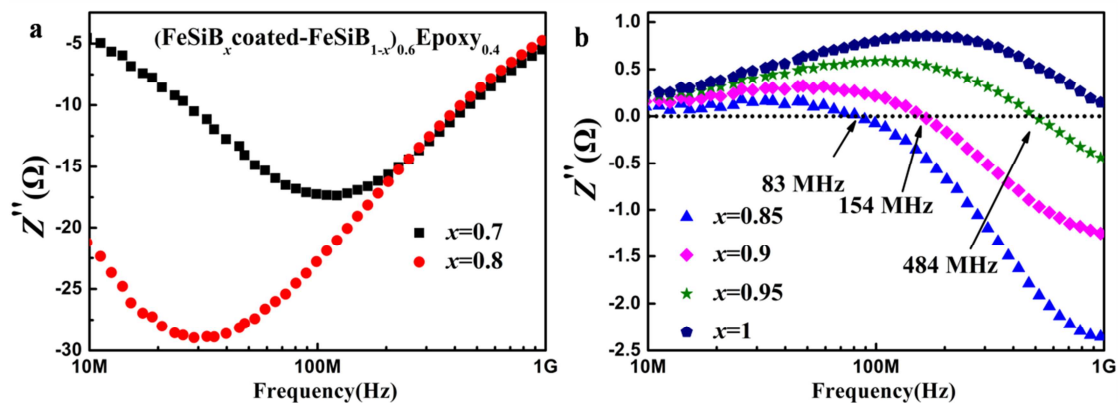 a
(FeSiBₓcoated-FeSiB₁₋ₓ)₀.₆Epoxy₀.₄
Z''(Ω)
-5
-10
-15
-20
-25
-30
x=0.7
x=0.8
10M 100M 1G
Frequency(Hz)
b
Z''(Ω)
1.0
0.5
0.0
-0.5
-1.0
-1.5
-2.0
-2.5
83 MHz
154 MHz
484 MHz
x=0.85
x=0.9
x=0.95
x=1
10M 100M 1G
Frequency(Hz)